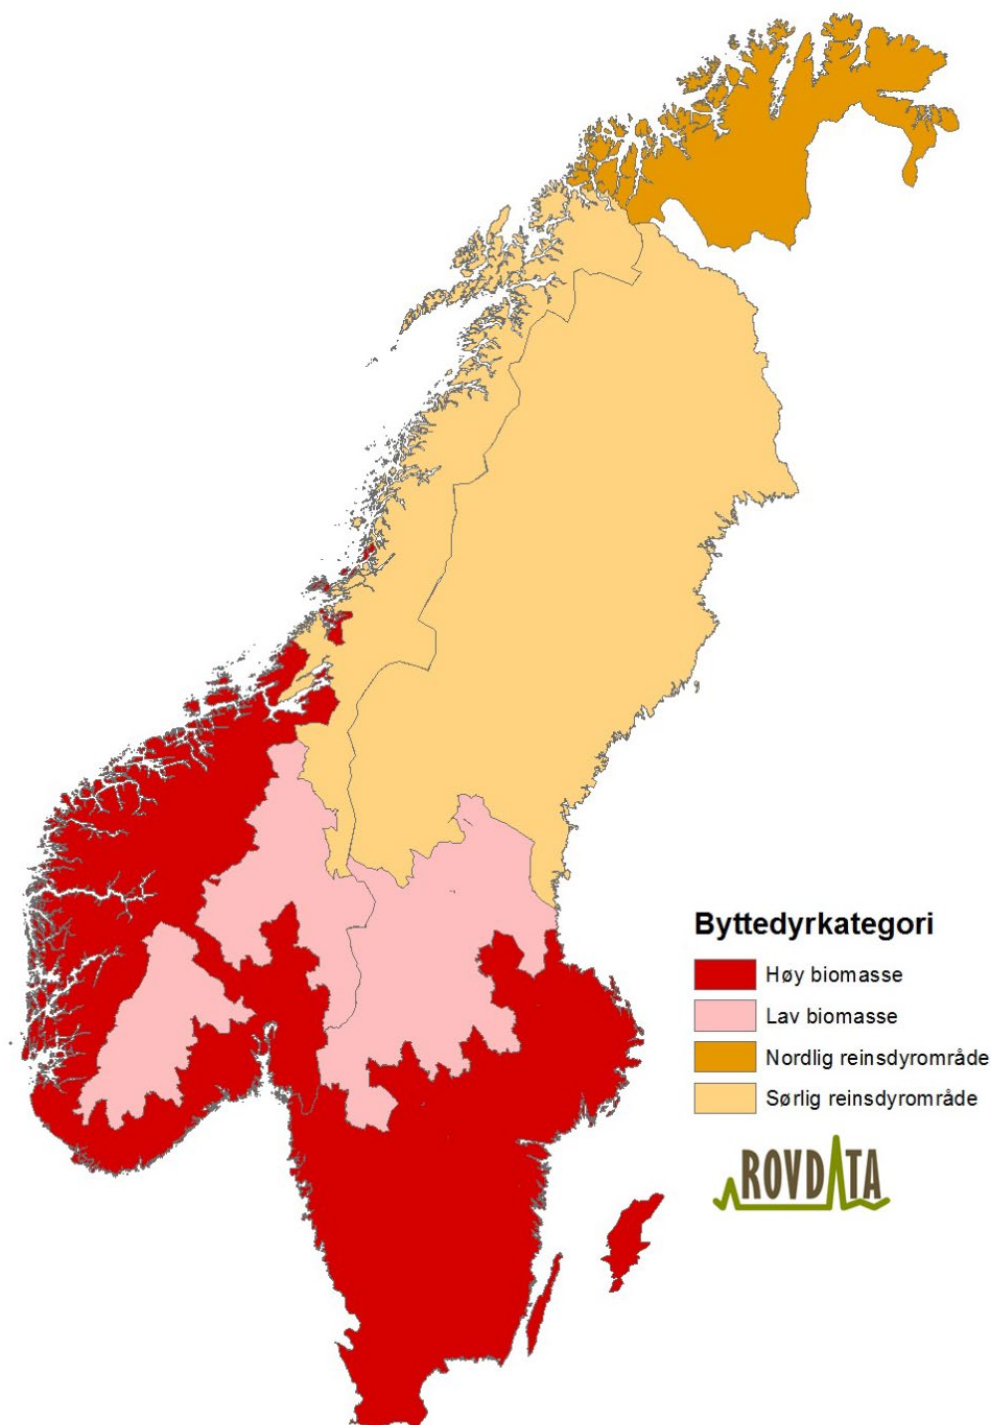 Byttedyrkategori
Høy biomasse
Lav biomasse
Nordlig reinsdyrområde
Sørlig reinsdyrområde
ROVDATA